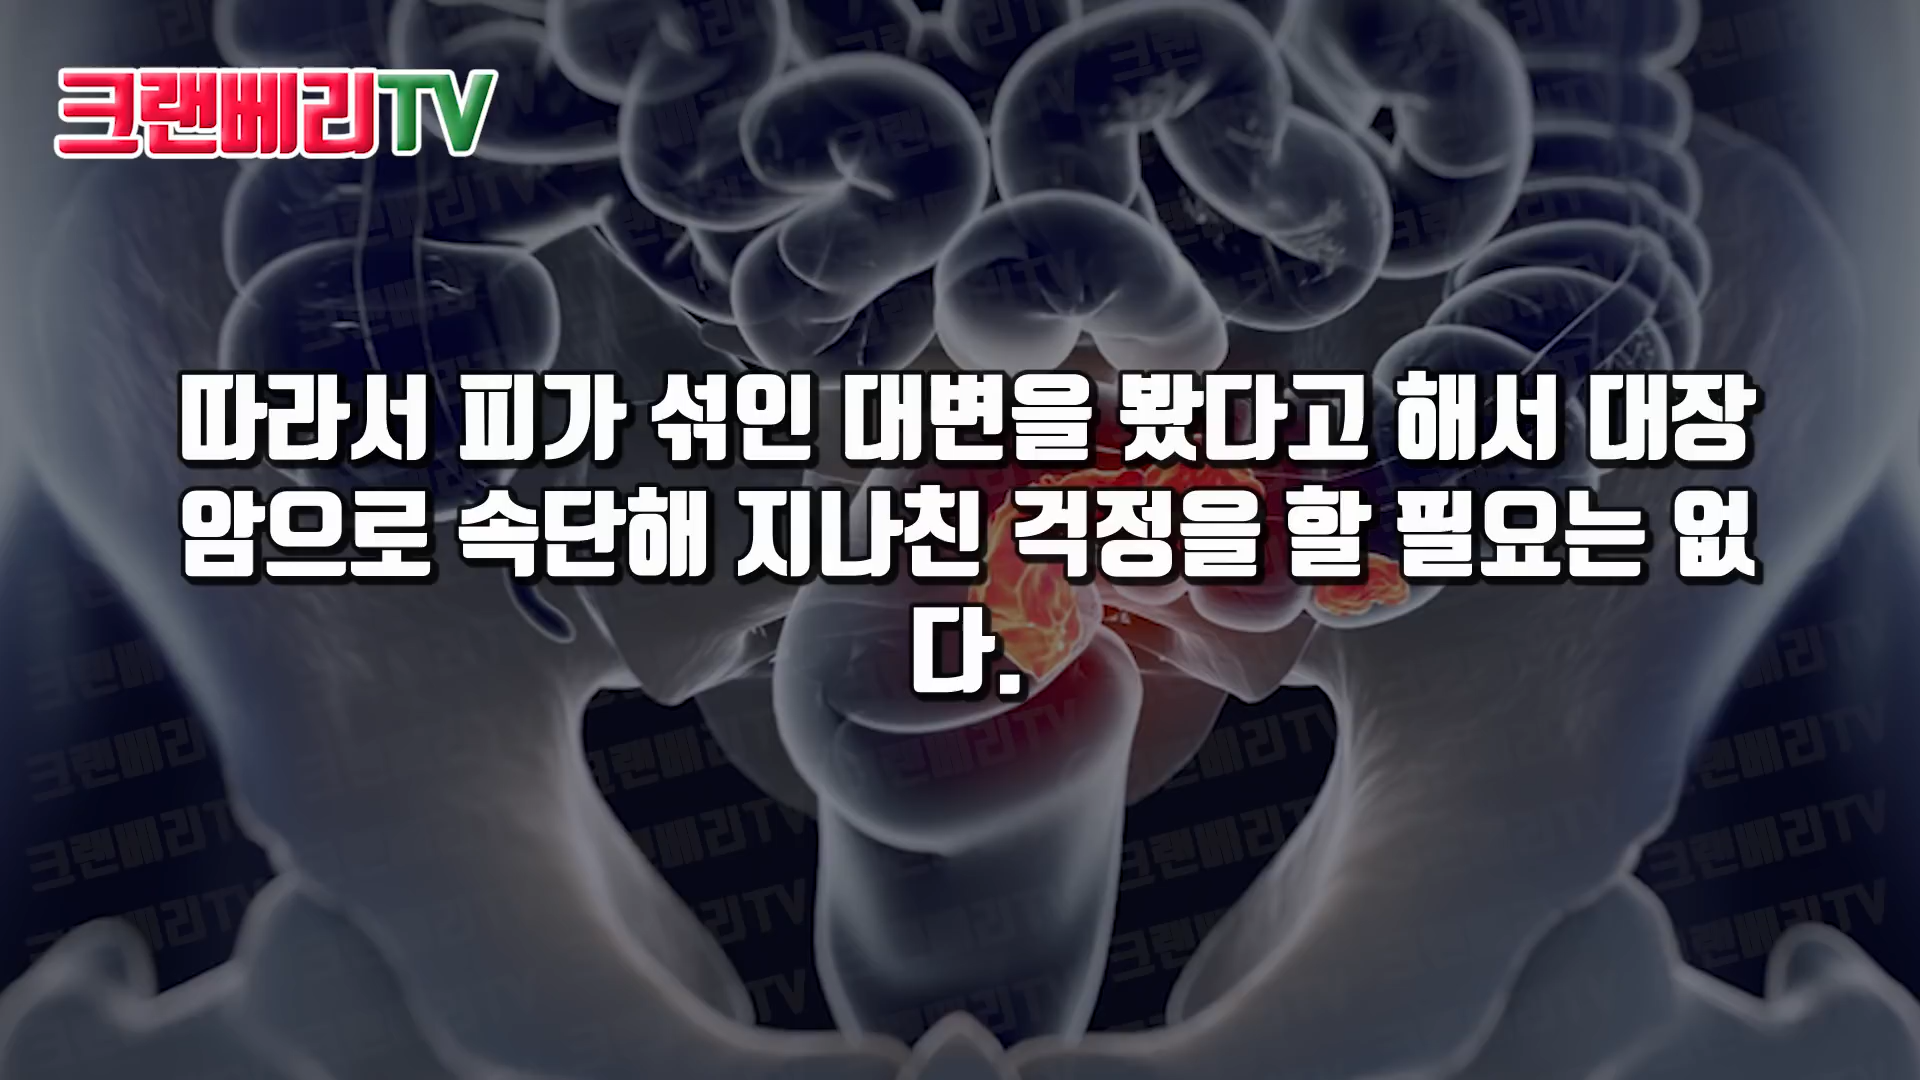 크랜베리TV
따라서 피가 섞인 대변을 봤다고 해서 대장
암으로 속단해 지나친 걱정을 할 필요는 없
다.